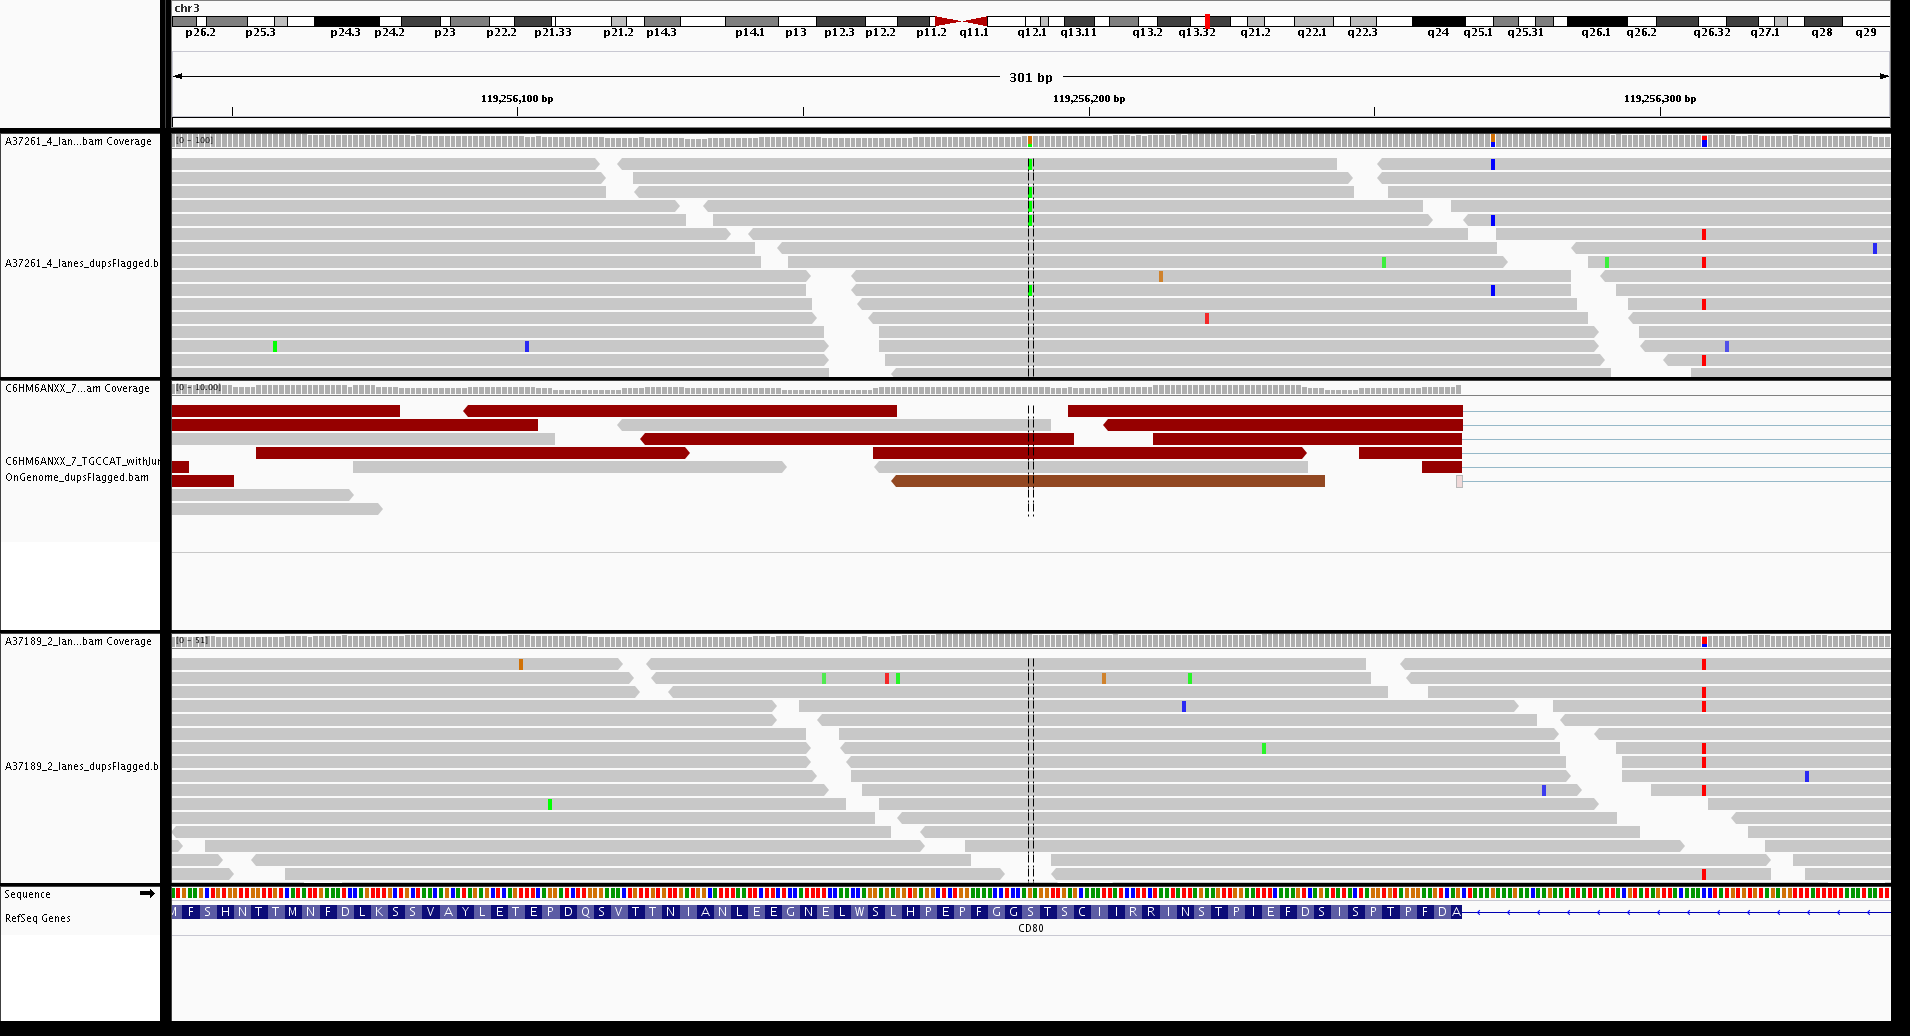 chr3
p26.2 p25.3 p24.3 p24.2 p23 p22.2 p21.33 p21.2 p14.3 p14.1 p13 p12.3 p12.2 p11.2 q11.1 q12.1 q13.11 q13.2 q13.32 q21.2 q22.1 q22.3 q24 q25.1 q25.31 q26.1 q26.2 q26.32 q27.1 q28 q29
301 bp
119,256,100 bp 119,256,200 bp 119,256,300 bp
A37261_4_lan...bam Coverage [0 - 100]
A37261_4_lanes_dupsFlagged.b
C6HM6ANXX_7...am Coverage [0 - 10.00]
C6HM6ANXX_7_TGCCAT_withJun
OnGenome_dupsFlagged.bam
A37189_2_lan...bam Coverage [0 - 51]
A37189_2_lanes_dupsFlagged.b
Sequence
RefSeq Genes M F S H N T T M N F D L K S S V A Y L E T E P D Q S V T T N I A N L E E G N E L W S L H P E P F G G S T S C I I R R I N S T P I E F D S I S P T P F D A
CD80